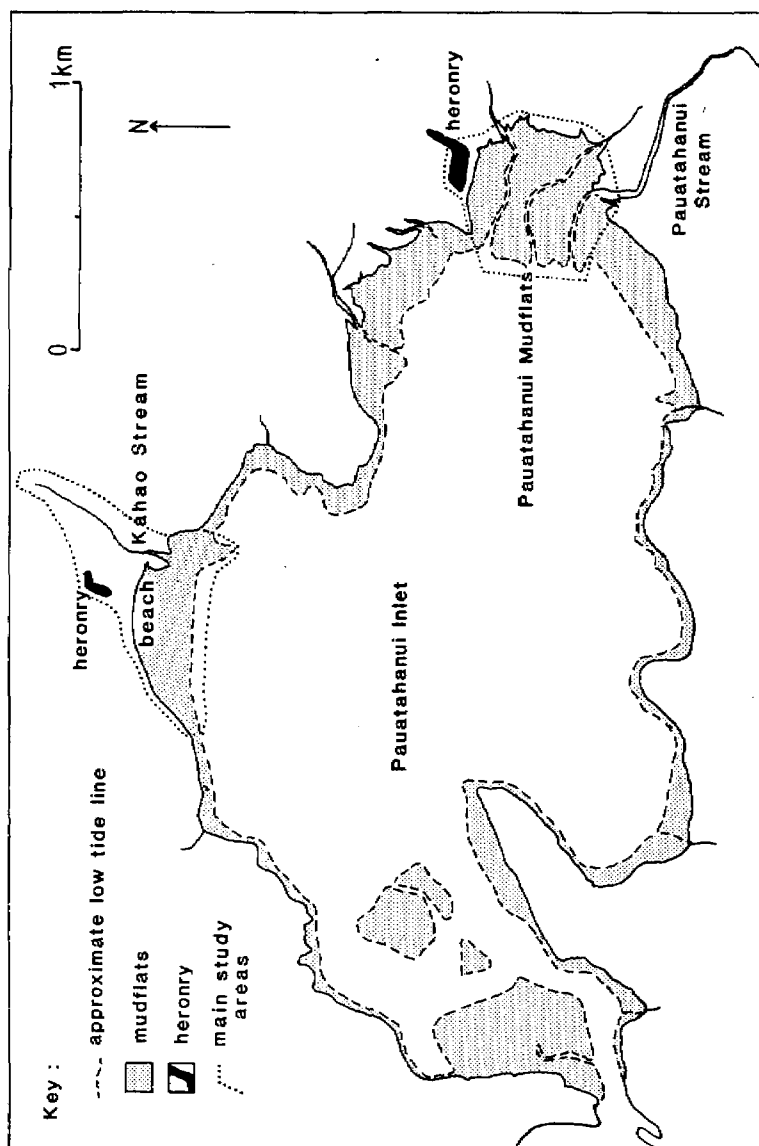 Key :
approximate low tide line
mudflats
heronry
main study
areas
heronry
beach
Kahao Stream
0
1km
N
heronry
Pauatahanui Inlet
Pauatahanui Mudflats
Pauatahanui
Stream